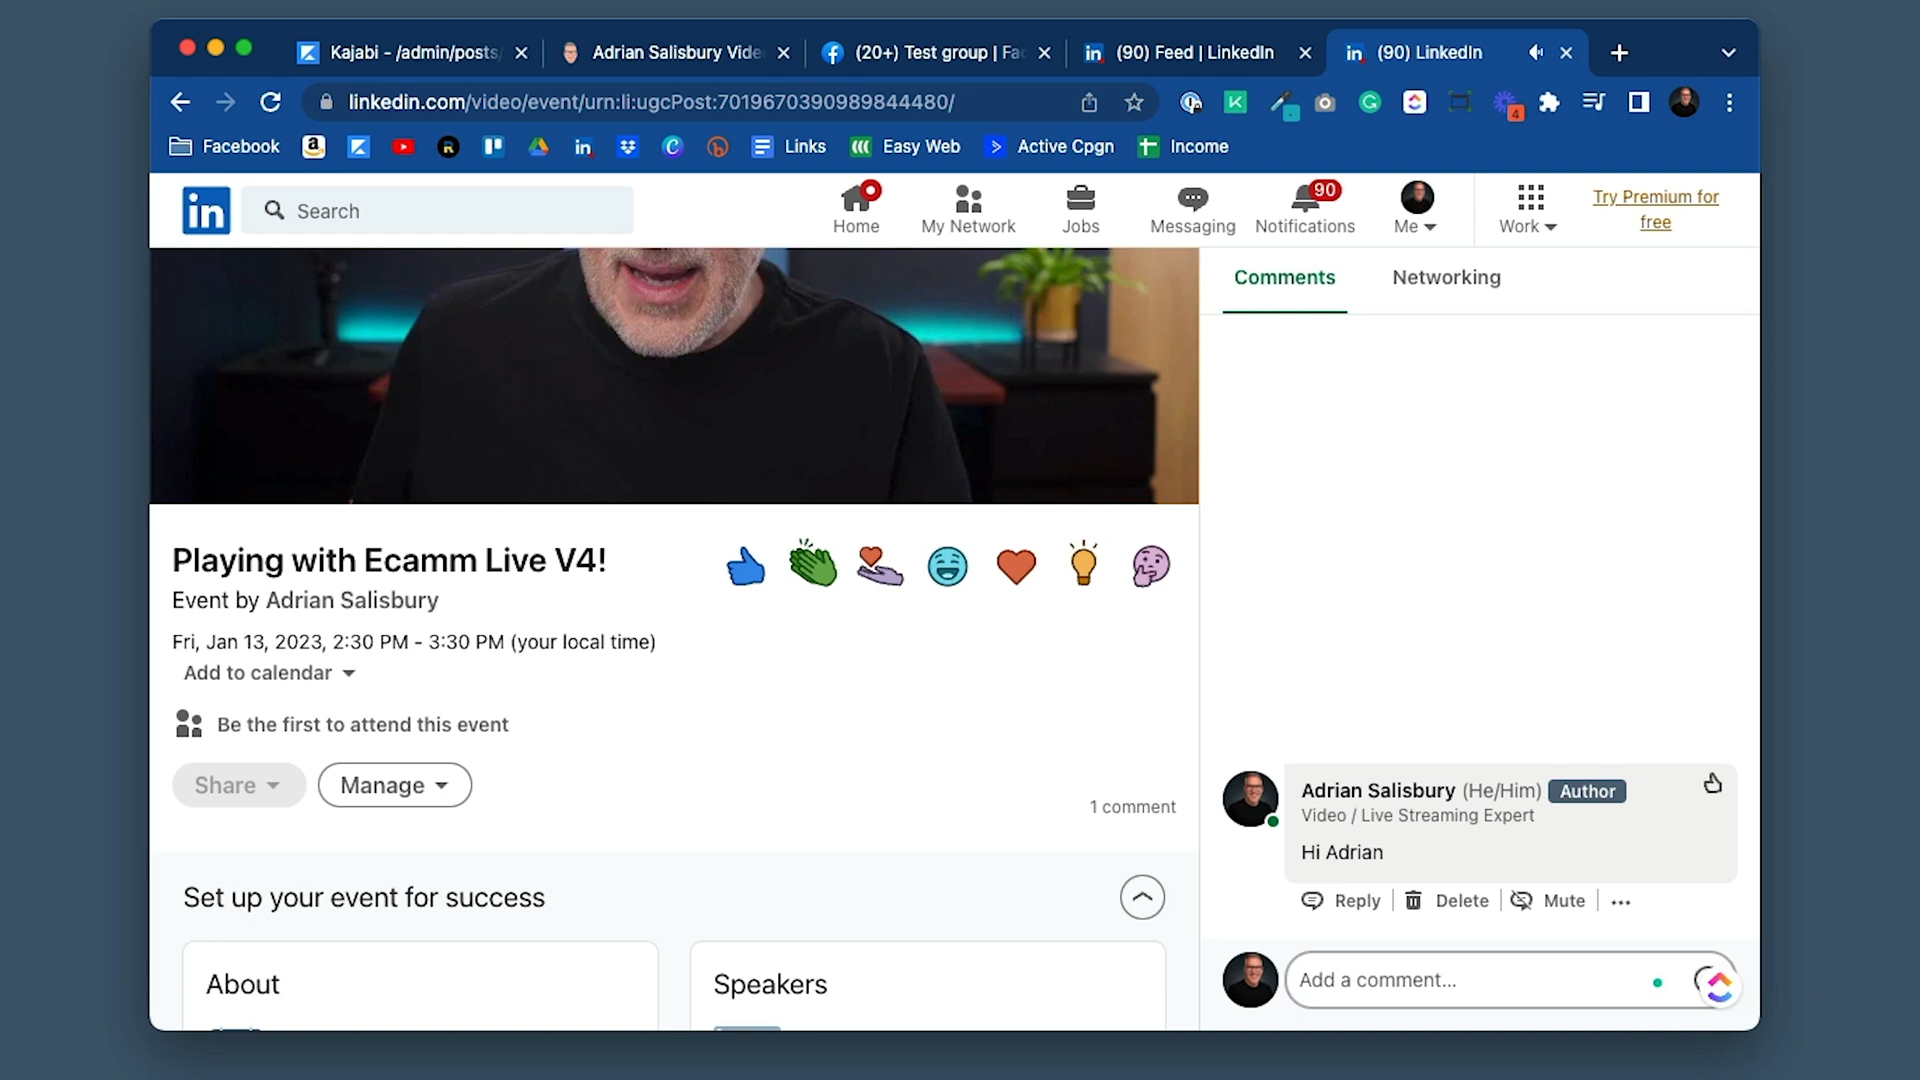 Kajabi - /admin/posts
Adrian Salisbury Vide
(20+) Test group | Fac
(90) Feed | LinkedIn
(90) LinkedIn
linkedin.com/video/event/urn:li:ugcPost:7019670390989844480/
4
Facebook
Links
Easy Web
Active Cpgn
Income
in
Search
Home
My Network
Jobs
Messaging
90
Notifications
Me
Work
Try Premium for
free
Comments
Networking
Playing with Ecamm Live V4!
Event by Adrian Salisbury
Fri, Jan 13, 2023, 2:30 PM - 3:30 PM (your local time)
Add to calendar
Be the first to attend this event
Share
Manage
1 comment
Set up your event for success
About
Speakers
Adrian Salisbury (He/Him) Author
Video / Live Streaming Expert
Hi Adrian
Reply
Delete
Mute
Add a comment...